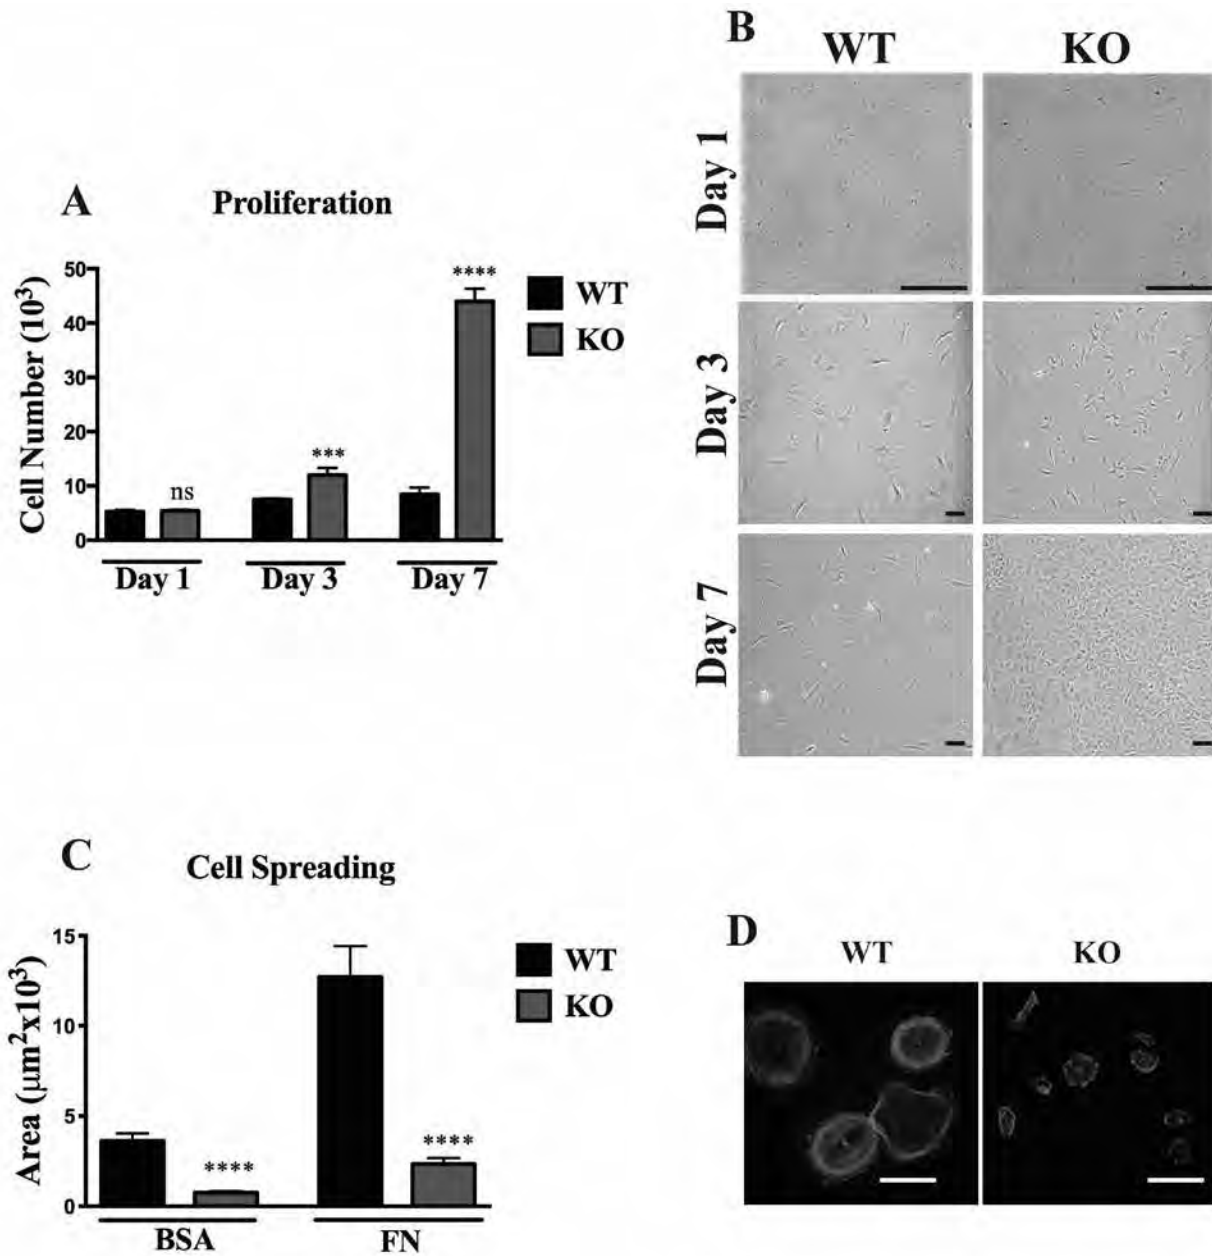 A
Proliferation
Cell Number (10³)
50
40
30
20
10
0
ns
***
****
Day 1
Day 3
Day 7
WT
KO
B
WT
KO
Day 1
Day 3
Day 7
C
Cell Spreading
Area (μm²x10³)
15
10
5
0
****
****
BSA
FN
WT
KO
D
WT
KO